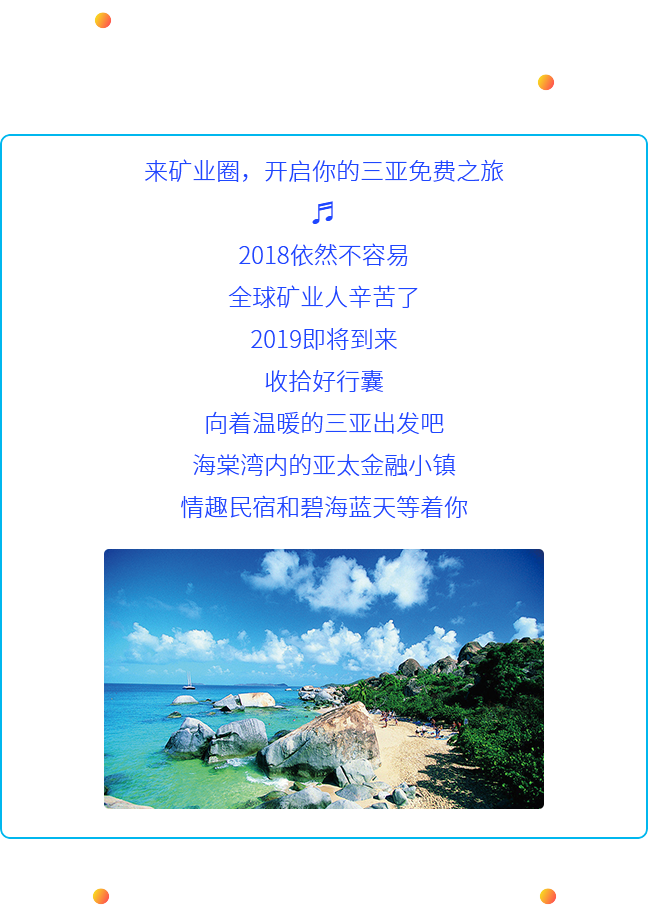 来矿业圈，开启你的三亚免费之旅
♬
2018依然不容易
全球矿业人辛苦了
2019即将到来
收拾好行囊
向着温暖的三亚出发吧
海棠湾内的亚太金融小镇
情趣民宿和碧海蓝天等着你